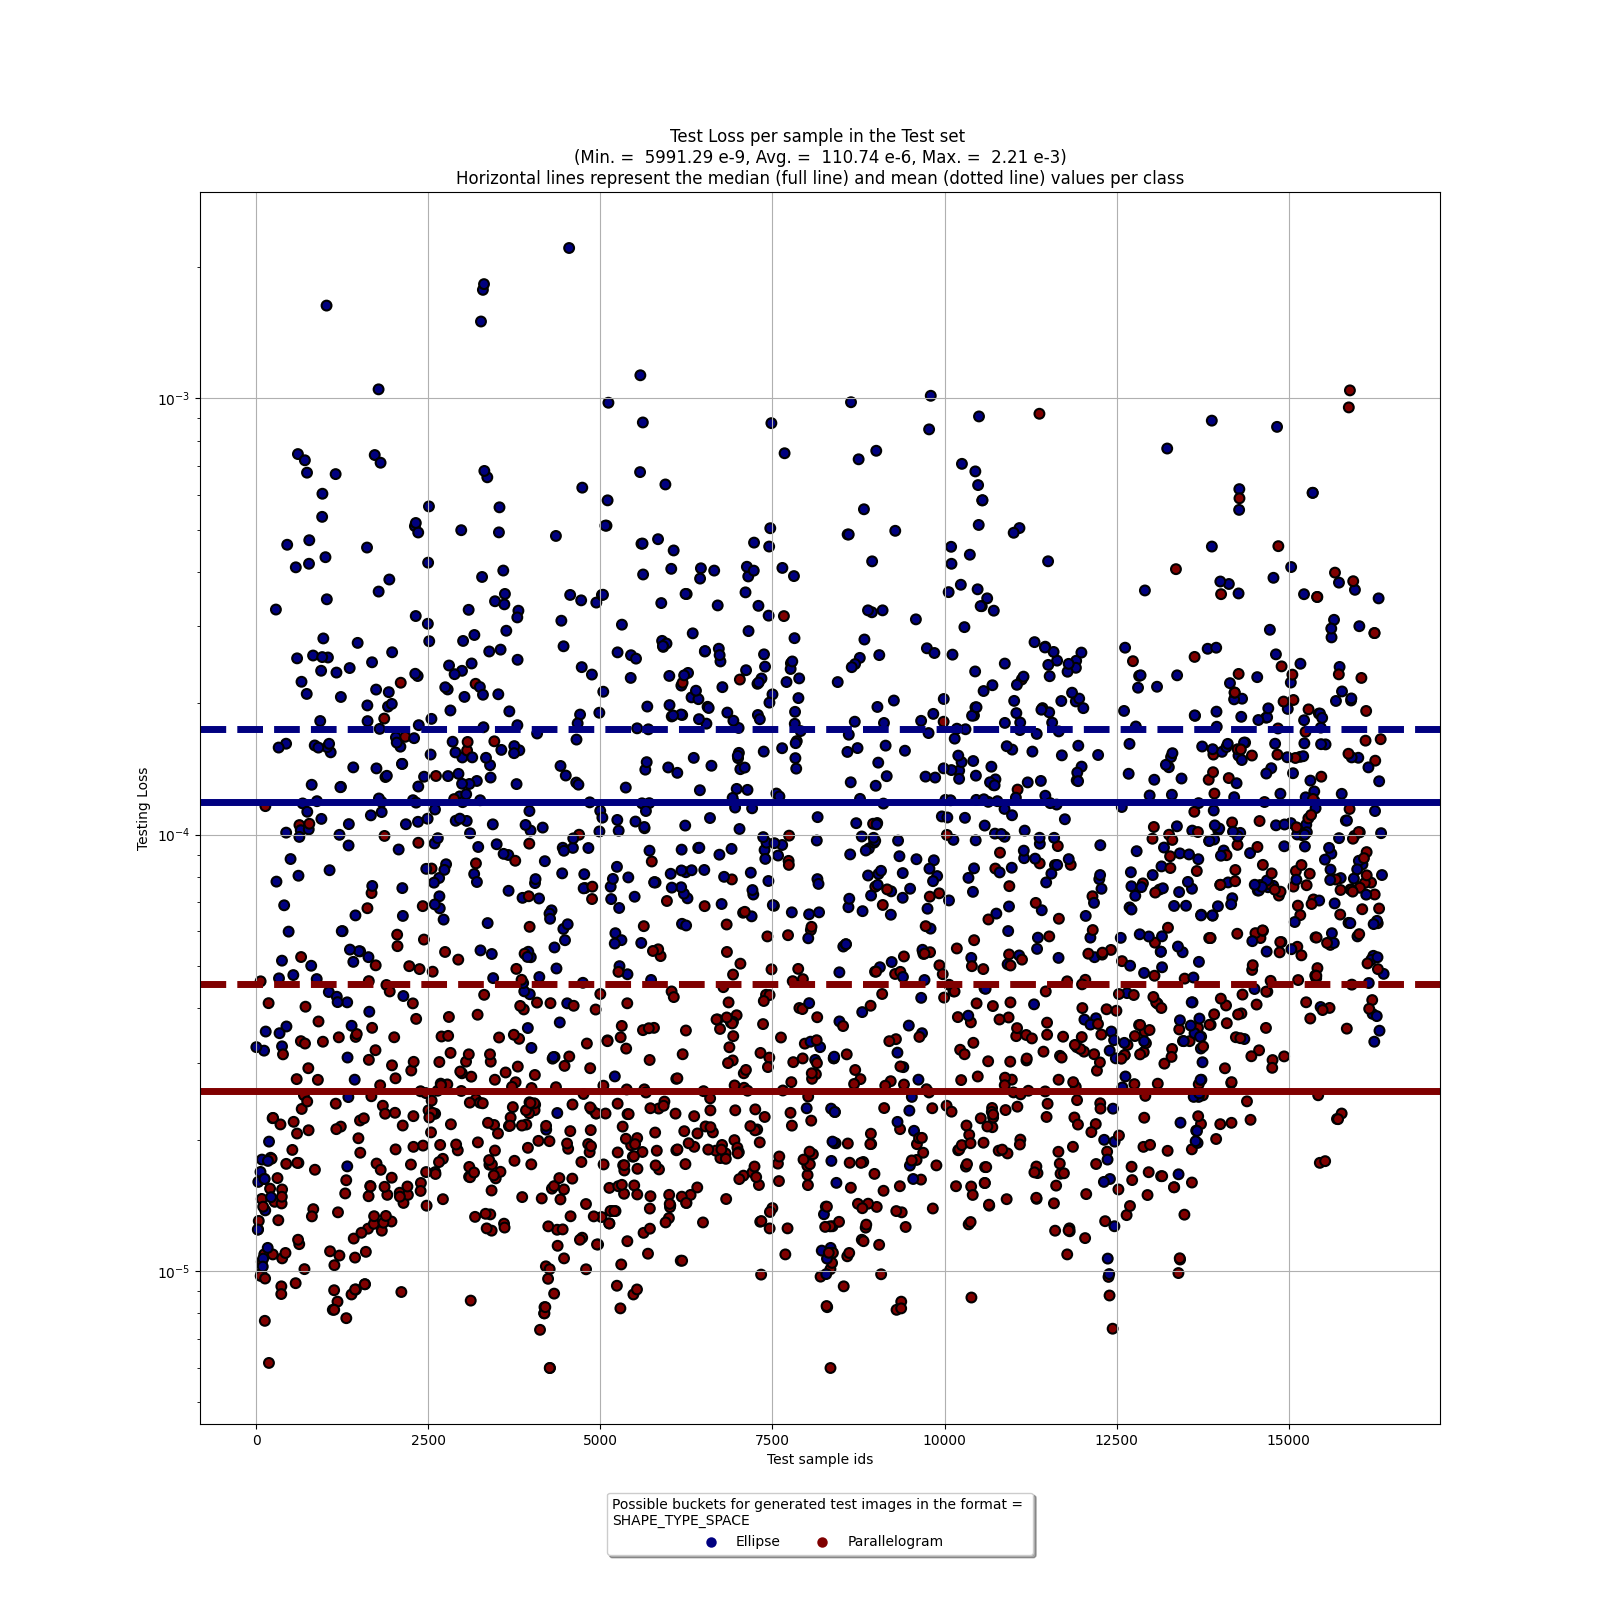 Test Loss per sample in the Test set
(Min. = 5991.29 e-9, Avg. = 110.74 e-6, Max. = 2.21 e-3)
Horizontal lines represent the median (full line) and mean (dotted line) values per class
Testing Loss
10⁻³
10⁻⁴
10⁻⁵
0 2500 5000 7500 10000 12500 15000
Test sample ids
Possible buckets for generated test images in the format =
SHAPE_TYPE_SPACE
Ellipse Parallelogram